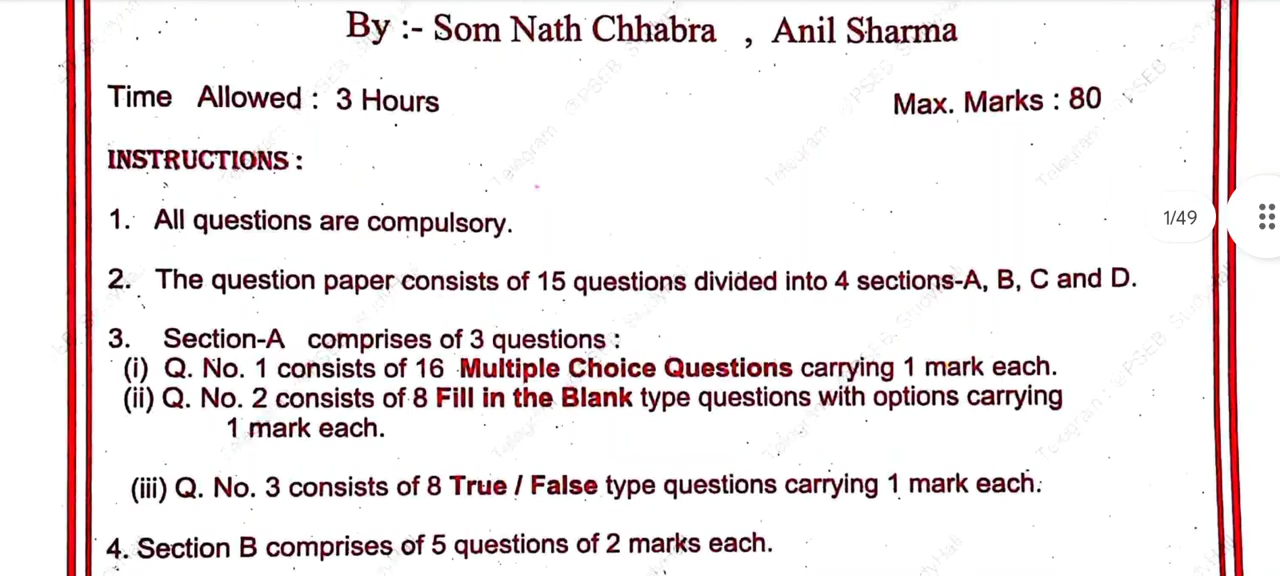 By :- Som Nath Chhabra , Anil Sharma
Time Allowed : 3 Hours
Max. Marks : 80
INSTRUCTIONS :
1. All questions are compulsory.
1/49
2. The question paper consists of 15 questions divided into 4 sections-A, B, C and D.
3. Section-A comprises of 3 questions :
(i) Q. No. 1 consists of 16 Multiple Choice Questions carrying 1 mark each.
(ii) Q. No. 2 consists of 8 Fill in the Blank type questions with options carrying
1 mark each.
(iii) Q. No. 3 consists of 8 True / False type questions carrying 1 mark each.
4. Section B comprises of 5 questions of 2 marks each.